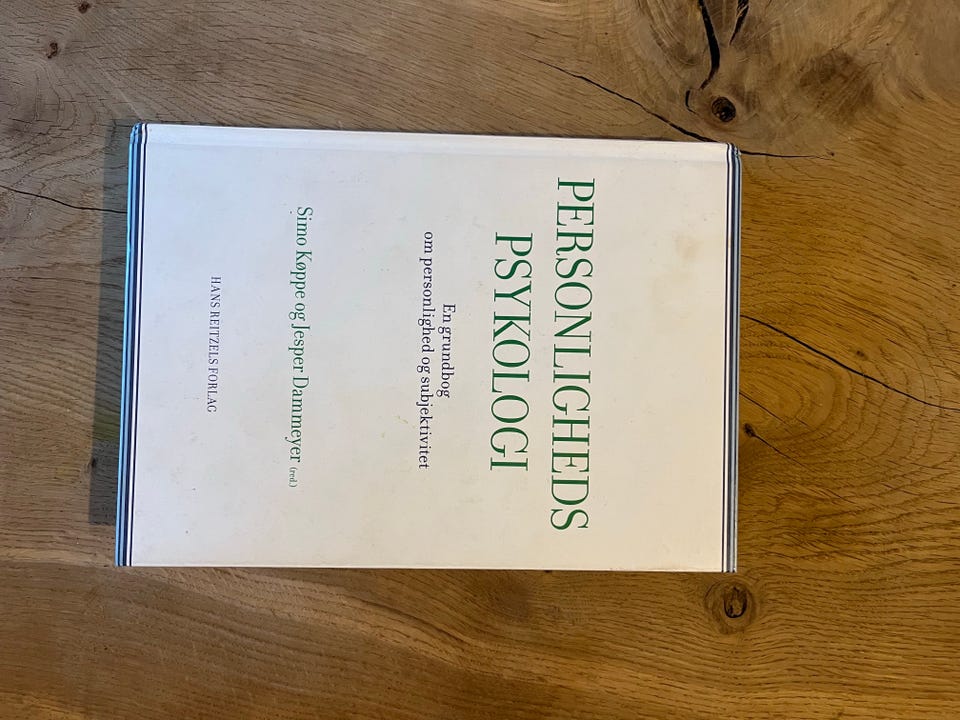 PERSONLIGHEDS
PSYKOLOGI
En grundbog
om personlighed og subjektivitet
Simo Køppe og Jesper Dammeyer (red.)
HANS REITZELS FORLAG